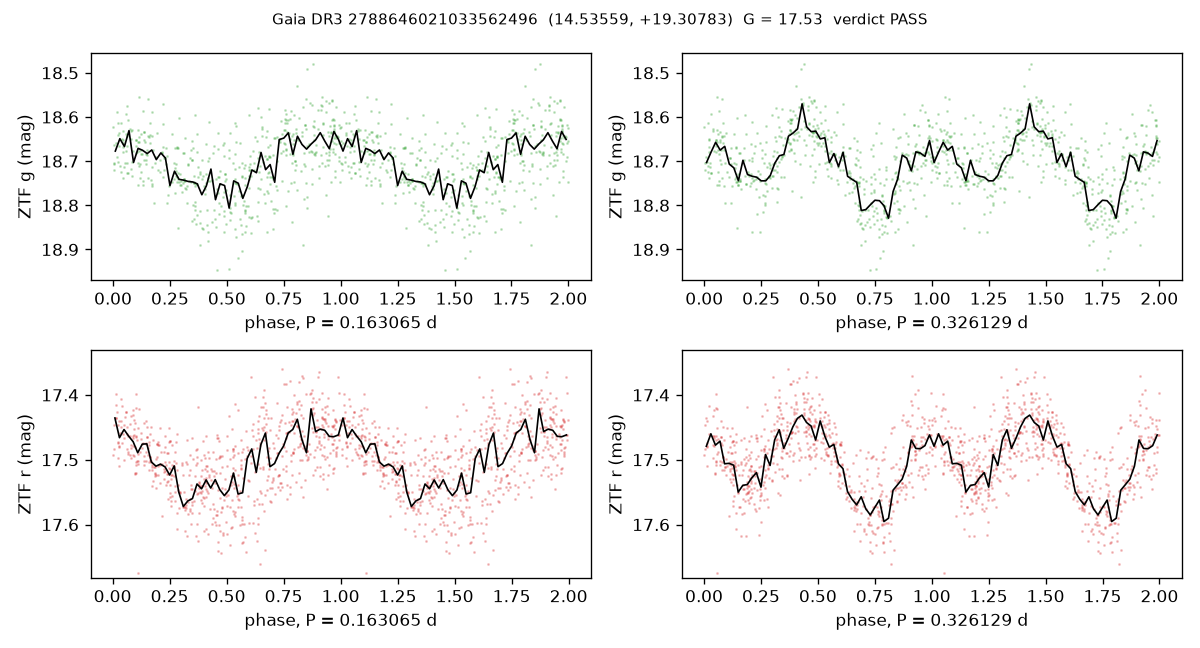 Gaia DR3 2788646021033562496 (14.53559, +19.30783) G = 17.53 verdict PASS
ZTF g (mag)
18.5
18.6
18.7
18.8
18.9
0.00 0.25 0.50 0.75 1.00 1.25 1.50 1.75 2.00
phase, P = 0.163065 d
ZTF g (mag)
18.5
18.6
18.7
18.8
18.9
0.00 0.25 0.50 0.75 1.00 1.25 1.50 1.75 2.00
phase, P = 0.326129 d
ZTF r (mag)
17.4
17.5
17.6
0.00 0.25 0.50 0.75 1.00 1.25 1.50 1.75 2.00
phase, P = 0.163065 d
ZTF r (mag)
17.4
17.5
17.6
0.00 0.25 0.50 0.75 1.00 1.25 1.50 1.75 2.00
phase, P = 0.326129 d